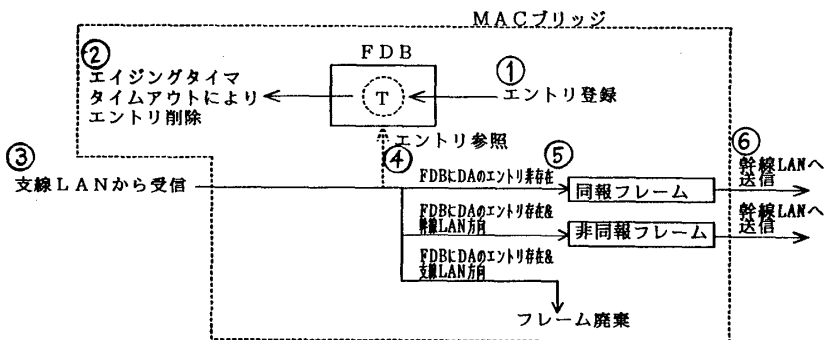 MACブリッジ
②
FDB
①
エイジングタイマ
タイムアウトにより
エントリ削除
T
エントリ登録
③
エントリ参照
④
⑤
⑥
支線LANから受信
FDBにDAのエントリ非存在
同報フレーム
幹線LANへ
送信
FDBにDAのエントリ存在&
幹線LAN方向
非同報フレーム
幹線LANへ
送信
FDBにDAのエントリ存在&
支線LAN方向
フレーム廃棄